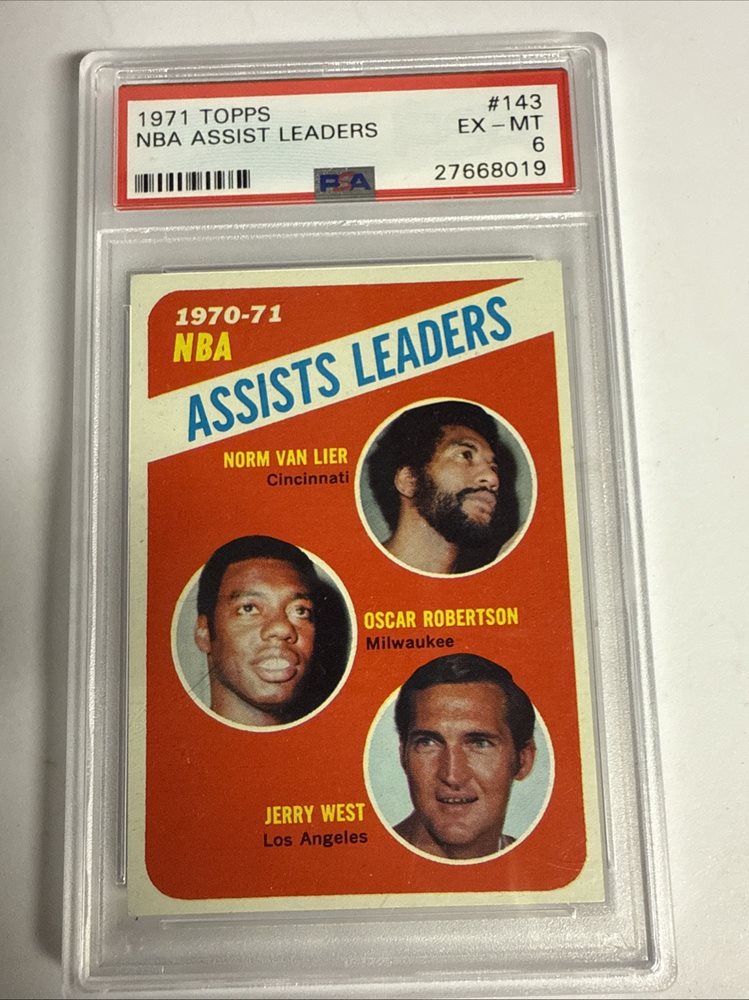 1971 TOPPS #143
NBA ASSIST LEADERS EX - MT
6
PSA 27668019
1970-71
NBA
ASSISTS LEADERS
NORM VAN LIER
Cincinnati
OSCAR ROBERTSON
Milwaukee
JERRY WEST
Los Angeles